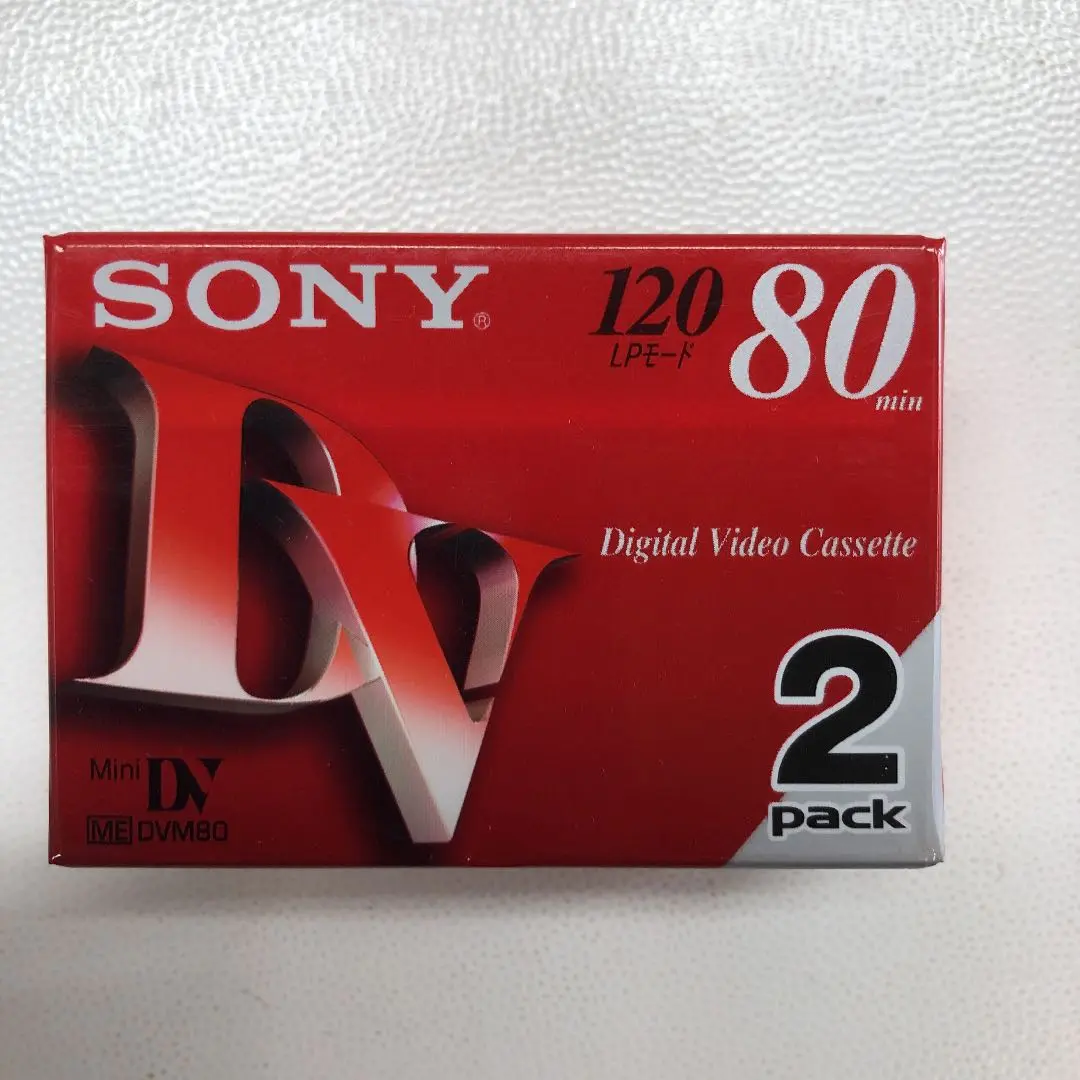 SONY®
120
LPモード
80
min
DV
Digital Video Cassette
2
pack
Mini DV
ME DVM80